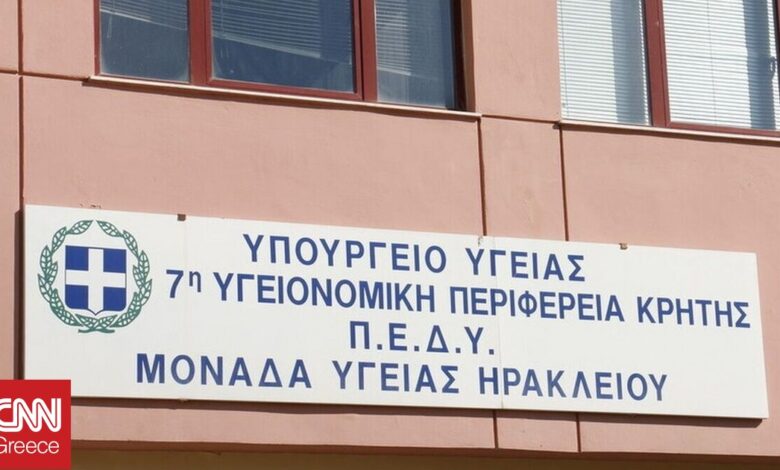 ΥΠΟΥΡΓΕΙΟ ΥΓΕΙΑΣ
7η ΥΓΕΙΟΝΟΜΙΚΗ ΠΕΡΙΦΕΡΕΙΑ ΚΡΗΤΗΣ
Π.Ε.Δ.Υ.
ΜΟΝΑΔΑ ΥΓΕΙΑΣ ΗΡΑΚΛΕΙΟΥ
CNN
Greece